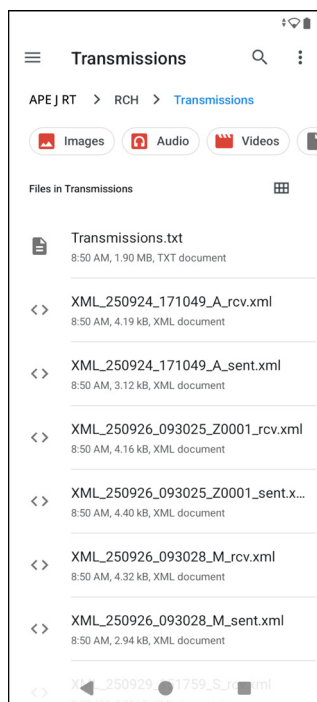 Transmissions
APE J RT > RCH > Transmissions
Images Audio Videos
Files in Transmissions
Transmissions.txt
8:50 AM, 1.90 MB, TXT document
XML_250924_171049_A_rcv.xml
8:50 AM, 4.19 kB, XML document
XML_250924_171049_A_sent.xml
8:50 AM, 3.12 kB, XML document
XML_250926_093025_Z0001_rcv.xml
8:50 AM, 4.16 kB, XML document
XML_250926_093025_Z0001_sent.x...
8:50 AM, 4.40 kB, XML document
XML_250926_093028_M_rcv.xml
8:50 AM, 4.32 kB, XML document
XML_250926_093028_M_sent.xml
8:50 AM, 2.94 kB, XML document